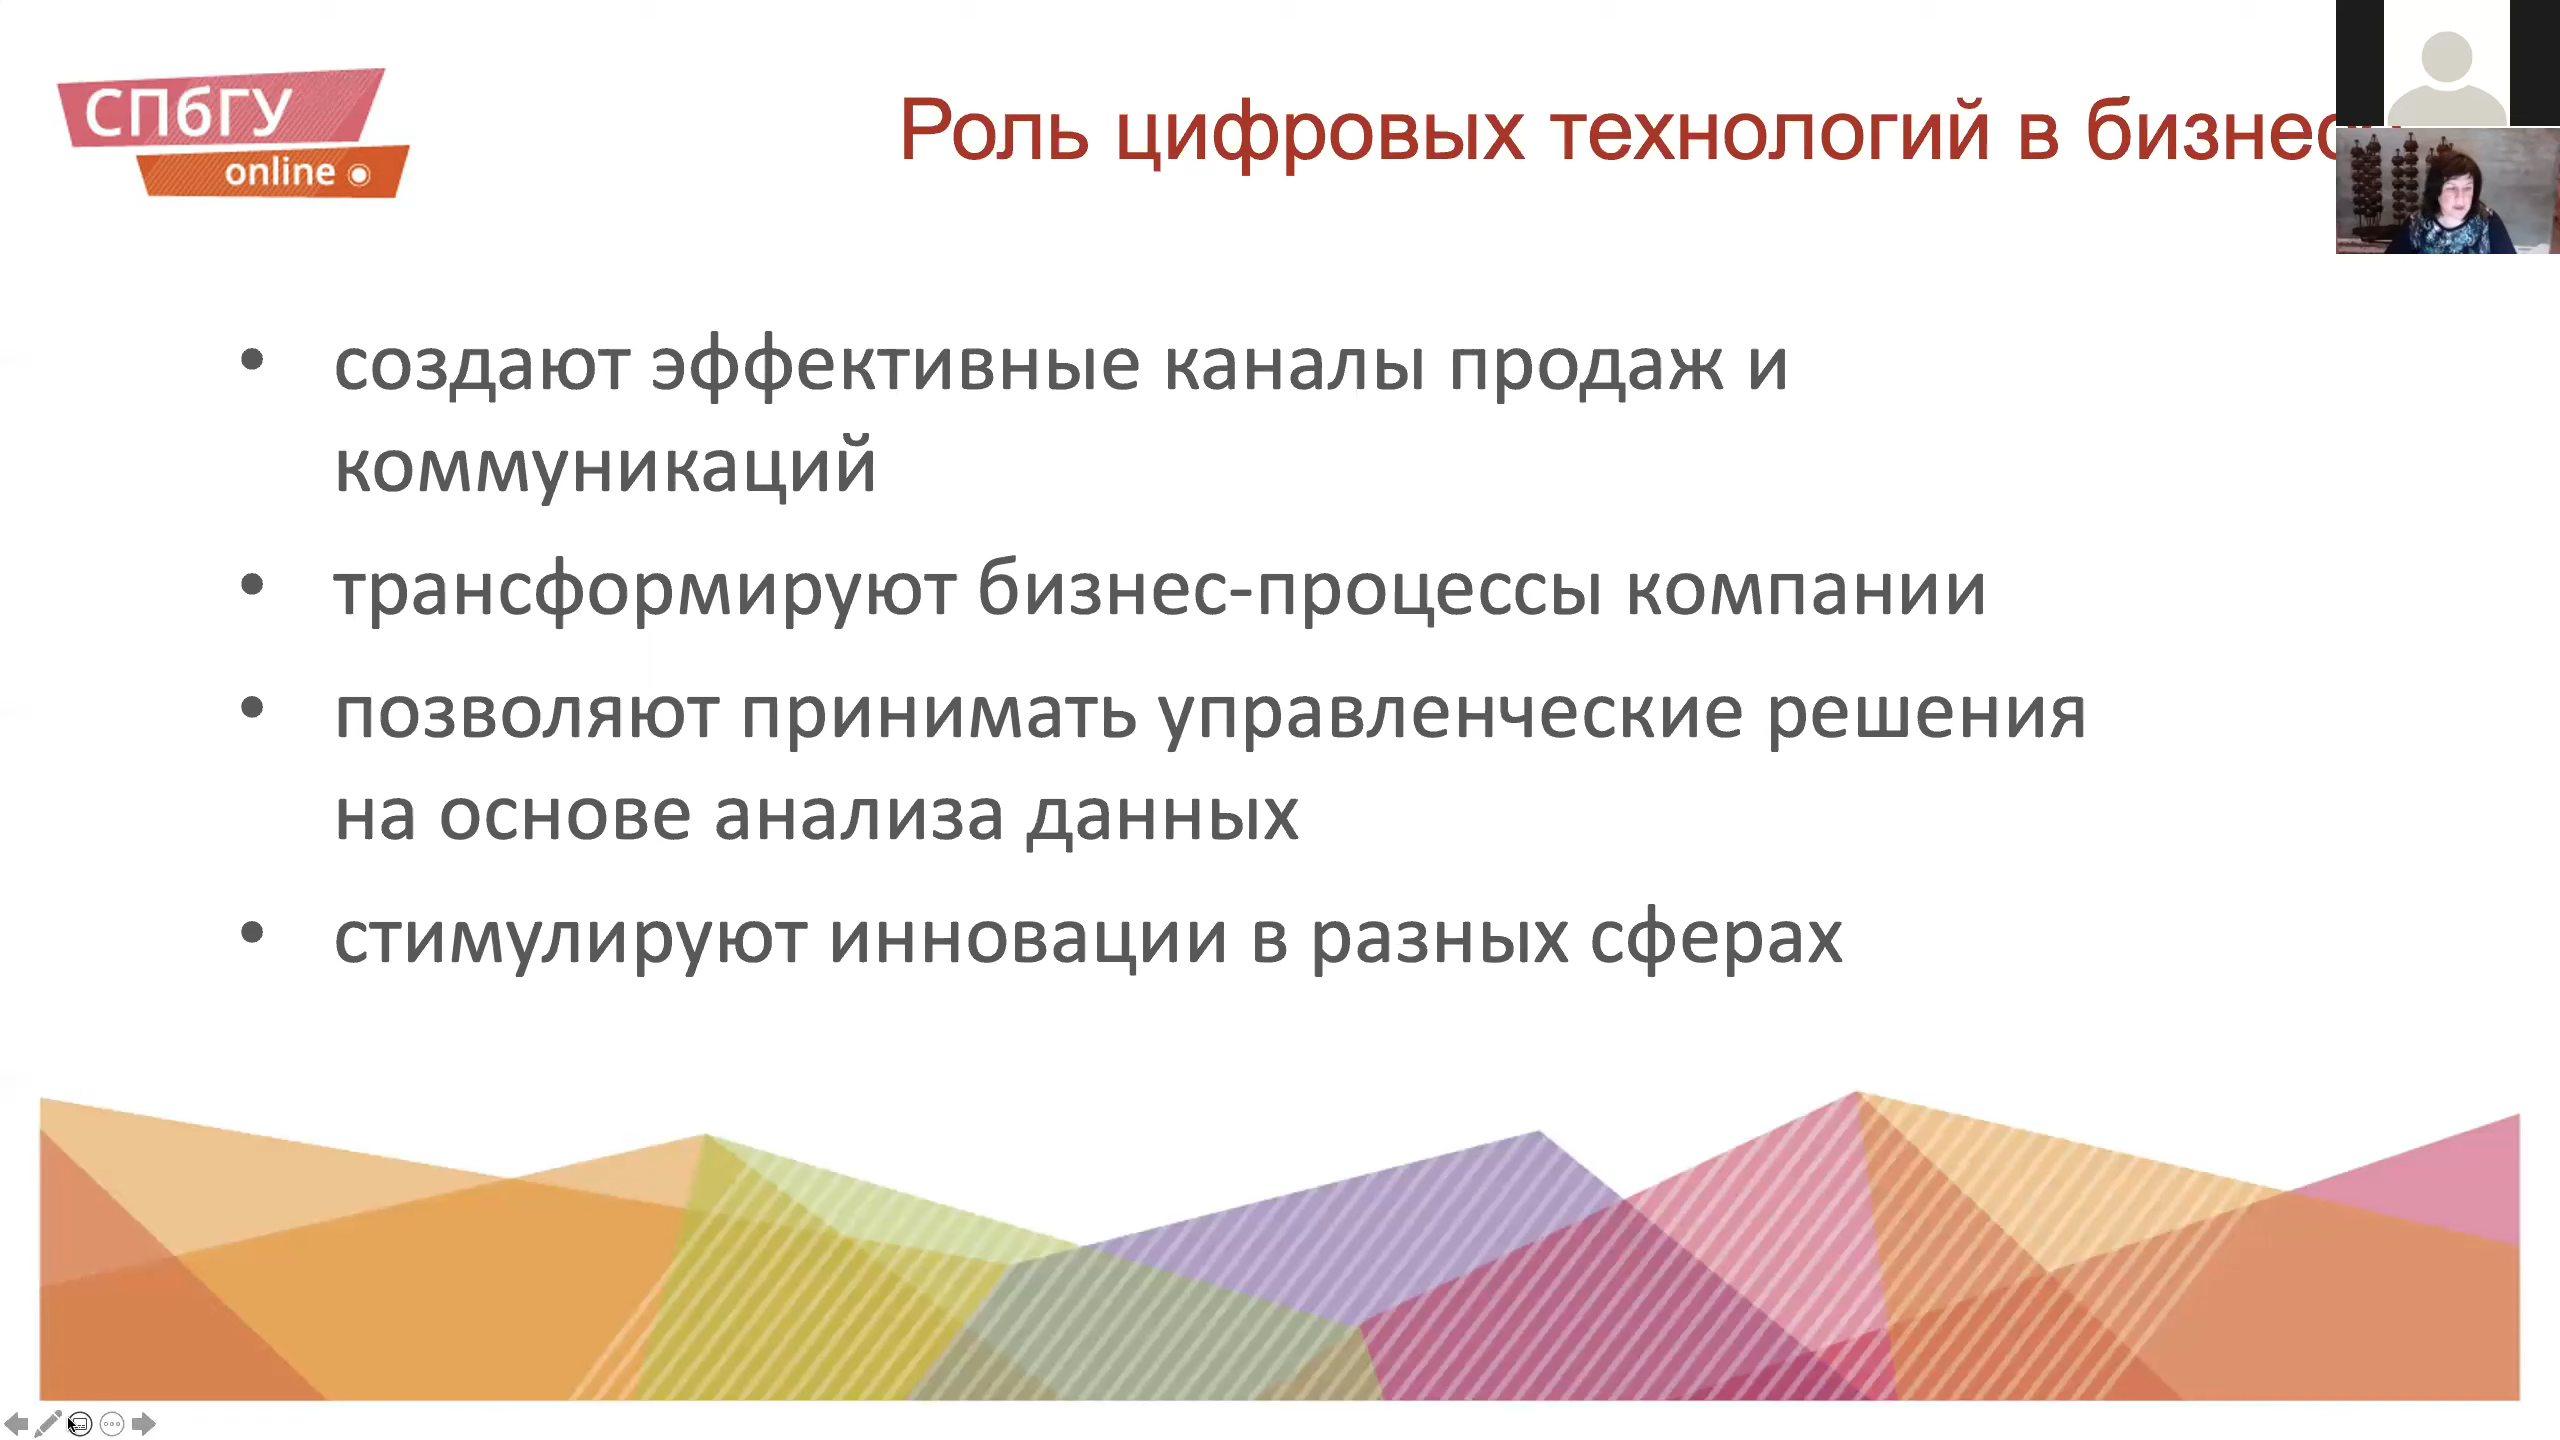 СПбГУ
online
Роль цифровых технологий в
создают эффективные каналы продаж и
коммуникаций
трансформируют бизнес-процессы компании
позволяют принимать управленческие решения
на основе анализа данных
стимулируют инновации в разных сферах